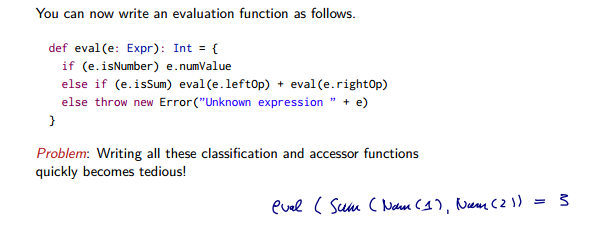 You can now write an evaluation function as follows.
def eval(e: Expr): Int = {
if (e.isNumber) e.numValue
else if (e.isSum) eval(e.leftOp) + eval(e.rightOp)
else throw new Error(”Unknown expression ” + e)
}
Problem: Writing all these classification and accessor functions
quickly becomes tedious!
eval ( Sum ( Num (1), Num (2)) = 3